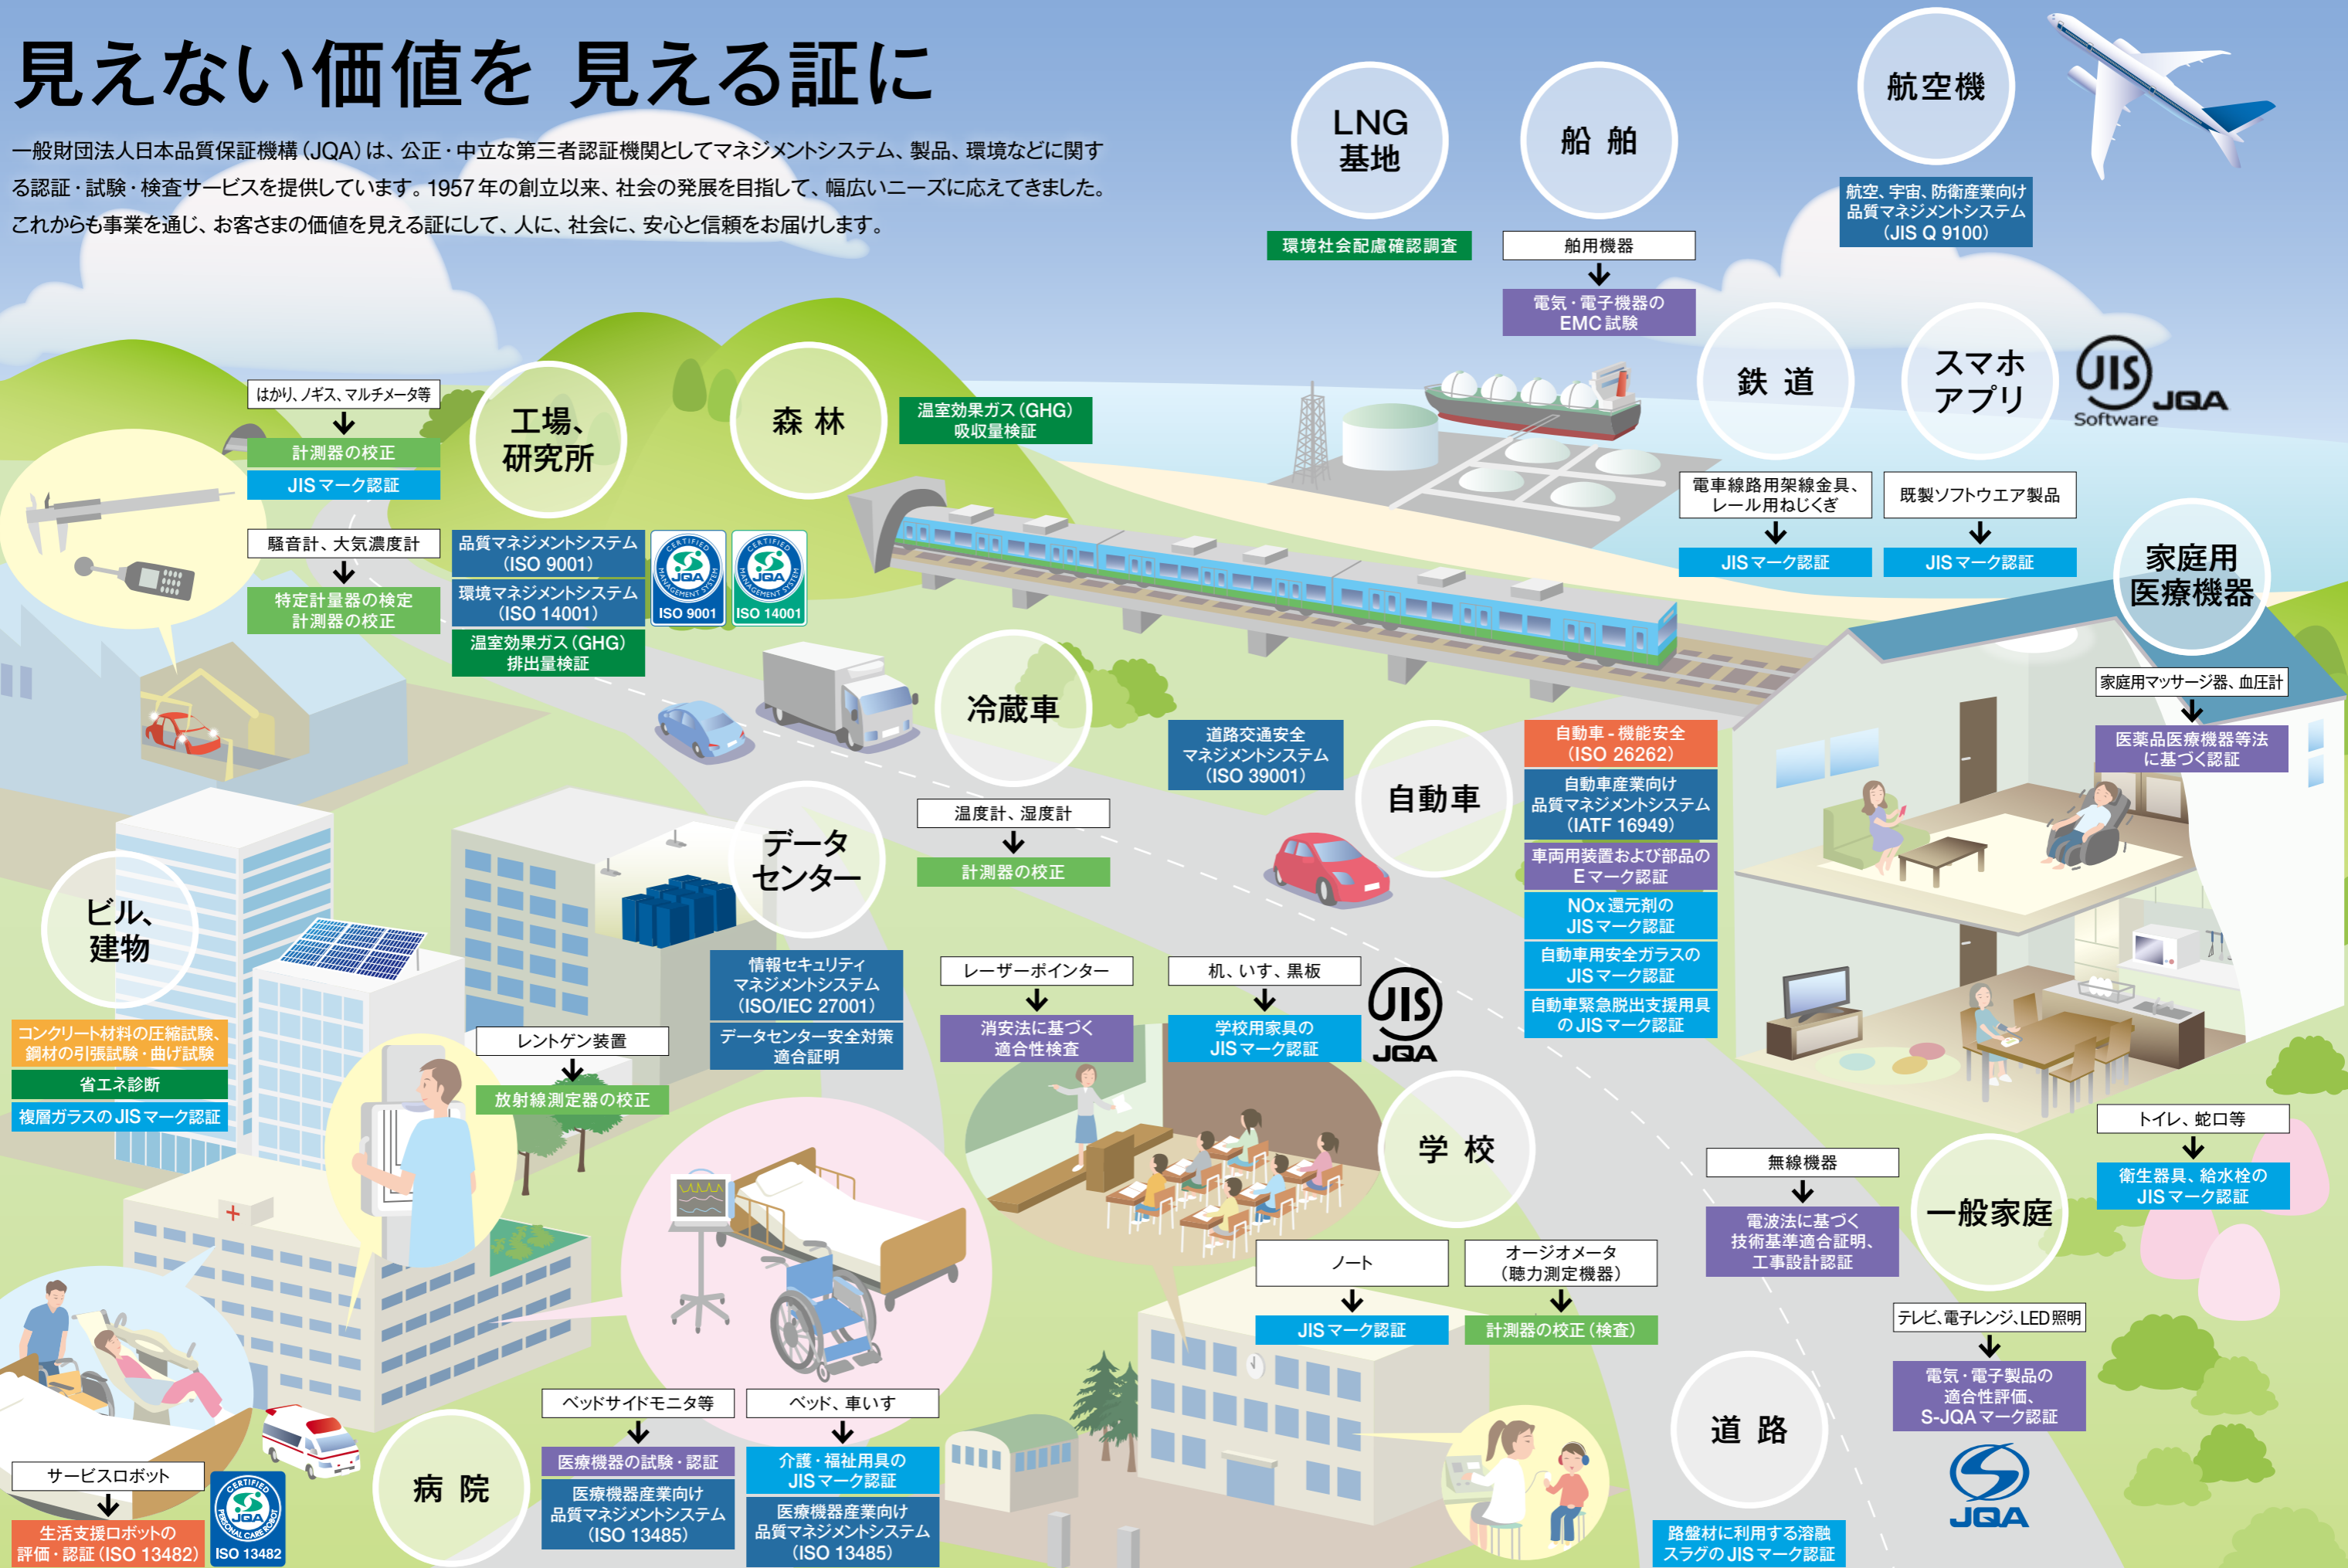 見えない価値を 見える証に
一般財団法人日本品質保証機構（JQA）は、公正・中立な第三者認証機関としてマネジメントシステム、製品、環境などに関す
る認証・試験・検査サービスを提供しています。1957年の創立以来、社会の発展を目指して、幅広いニーズに応えてきました。
これからも事業を通じ、お客さまの価値を見える証にして、人に、社会に、安心と信頼をお届けします。
LNG
基地
環境社会配慮確認調査
船 舶
舶用機器
電気・電子機器の
EMC試験
航空機
航空、宇宙、防衛産業向け
品質マネジメントシステム
（JIS Q 9100）
はかり、ノギス、マルチメータ等
計測器の校正
JISマーク認証
騒音計、大気濃度計
特定計量器の検定
計測器の校正
工場、
研究所
品質マネジメントシステム
（ISO 9001）
環境マネジメントシステム
（ISO 14001）
温室効果ガス（GHG）
排出量検証
CERTIFIED
JQA
MANAGEMENT SYSTEM
ISO 9001
CERTIFIED
JQA
MANAGEMENT SYSTEM
ISO 14001
森 林
温室効果ガス（GHG）
吸収量検証
鉄 道
電車線路用架線金具、
レール用ねじくぎ
JISマーク認証
スマホ
アプリ
JIS
Software
JQA
既製ソフトウエア製品
JISマーク認証
家庭用
医療機器
家庭用マッサージ器、血圧計
医薬品医療機器等法
に基づく認証
冷蔵車
温度計、湿度計
計測器の校正
道路交通安全
マネジメントシステム
（ISO 39001）
自動車
自動車-機能安全
（ISO 26262）
自動車産業向け
品質マネジメントシステム
（IATF 16949）
車両用装置および部品の
Eマーク認証
NOx還元剤の
JISマーク認証
自動車用安全ガラスの
JISマーク認証
自動車緊急脱出支援用具
のJISマーク認証
データ
センター
情報セキュリティ
マネジメントシステム
（ISO/IEC 27001）
データセンター安全対策
適合証明
ビル、
建物
コンクリート材料の圧縮試験、
鋼材の引張試験・曲げ試験
省エネ診断
複層ガラスのJISマーク認証
レントゲン装置
放射線測定器の校正
レーザーポインター
消安法に基づく
適合性検査
机、いす、黒板
学校用家具の
JISマーク認証
JIS
JQA
学 校
ノート
JISマーク認証
オージオメータ
（聴力測定機器）
計測器の校正（検査）
無線機器
電波法に基づく
技術基準適合証明、
工事設計認証
一般家庭
トイレ、蛇口等
衛生器具、給水栓の
JISマーク認証
テレビ、電子レンジ、LED照明
電気・電子製品の
適合性評価、
S-JQAマーク認証
JQA
道 路
路盤材に利用する溶融
スラグのJISマーク認証
サービスロボット
生活支援ロボットの
評価・認証（ISO 13482）
CERTIFIED
JQA
PERSONAL CARE ROBOT
ISO 13482
病 院
ベッドサイドモニタ等
医療機器の試験・認証
医療機器産業向け
品質マネジメントシステム
（ISO 13485）
ベッド、車いす
介護・福祉用具の
JISマーク認証
医療機器産業向け
品質マネジメントシステム
（ISO 13485）